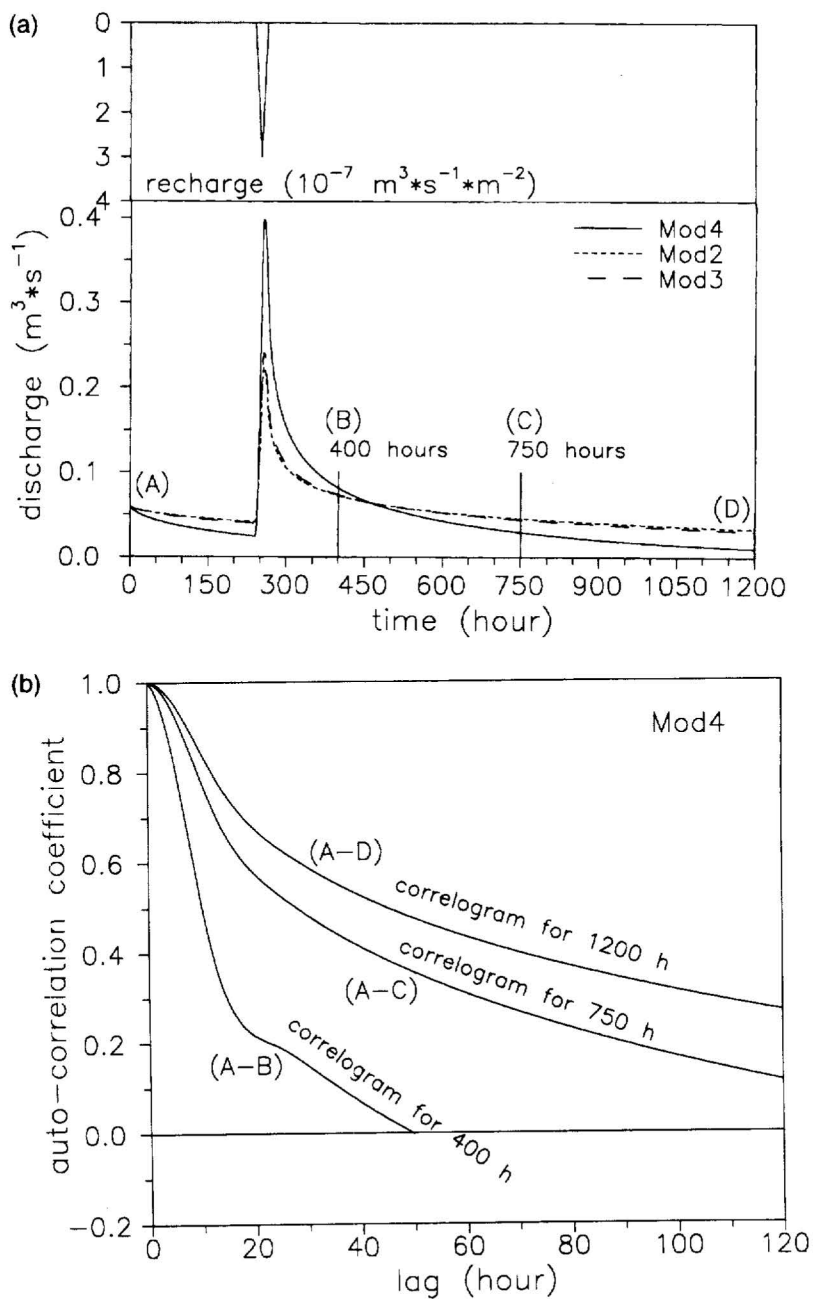 (a)
0
1
2
3
4
recharge (10⁻⁷ m³*s⁻¹*m⁻²)
0.4
0.3
0.2
0.1
0.0
discharge (m³*s⁻¹)
Mod4
Mod2
Mod3
(A)
(B)
400 hours
(C)
750 hours
(D)
0 150 300 450 600 750 900 1050 1200
time (hour)
(b)
1.0
0.8
0.6
0.4
0.2
0.0
−0.2
auto−correlation coefficient
Mod4
(A−D)
correlogram for 1200 h
(A−C)
correlogram for 750 h
(A−B)
correlogram for 400 h
0 20 40 60 80 100 120
lag (hour)